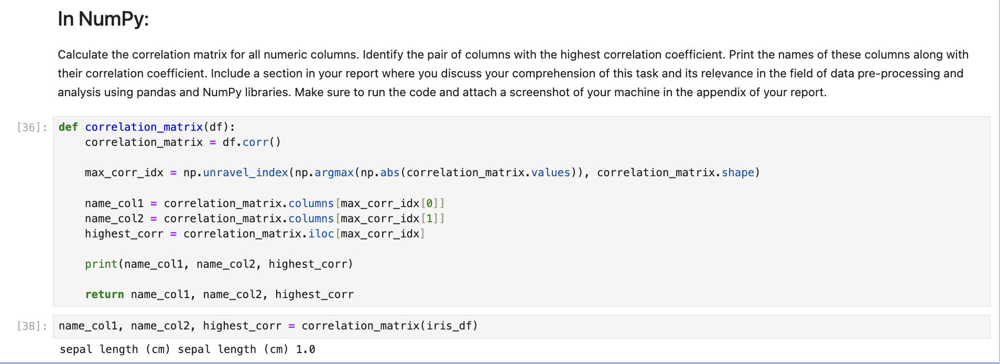 In NumPy:
Calculate the correlation matrix for all numeric columns. Identify the pair of columns with the highest correlation coefficient. Print the names of these columns along with
their correlation coefficient. Include a section in your report where you discuss your comprehension of this task and its relevance in the field of data pre-processing and
analysis using pandas and NumPy libraries. Make sure to run the code and attach a screenshot of your machine in the appendix of your report.
[36]: def correlation_matrix(df):
    correlation_matrix = df.corr()
    max_corr_idx = np.unravel_index(np.argmax(np.abs(correlation_matrix.values)), correlation_matrix.shape)
    name_col1 = correlation_matrix.columns[max_corr_idx[0]]
    name_col2 = correlation_matrix.columns[max_corr_idx[1]]
    highest_corr = correlation_matrix.iloc[max_corr_idx]
    print(name_col1, name_col2, highest_corr)
    return name_col1, name_col2, highest_corr
[38]: name_col1, name_col2, highest_corr = correlation_matrix(iris_df)
sepal length (cm) sepal length (cm) 1.0